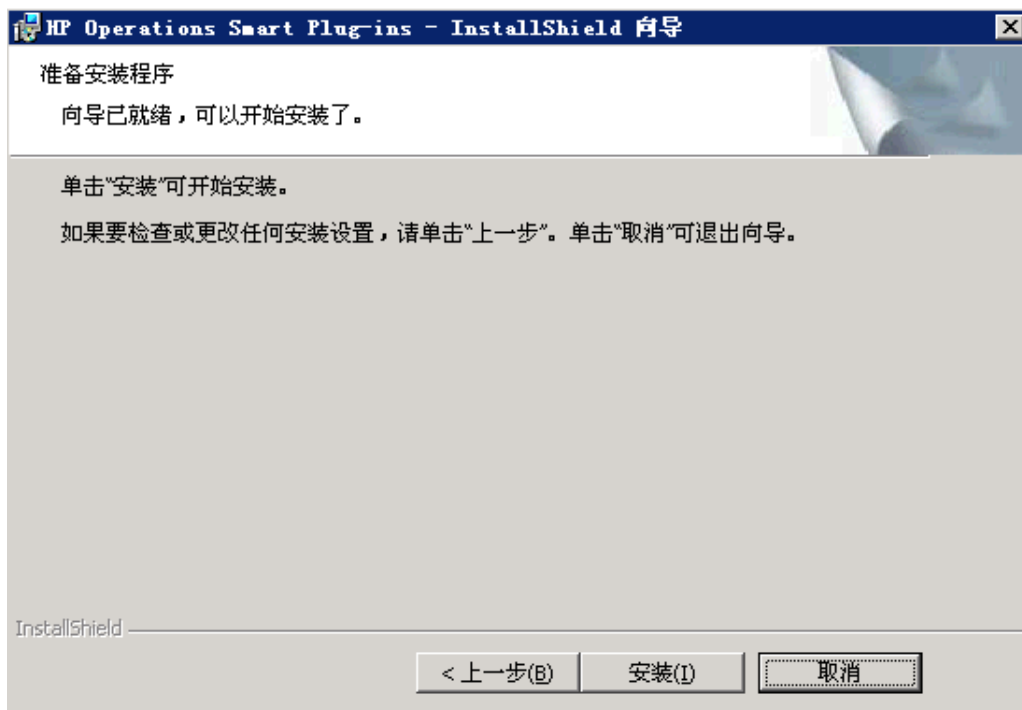 HP Operations Smart Plug-ins - InstallShield 向导
准备安装程序
向导已就绪，可以开始安装了。
单击“安装”可开始安装。
如果要检查或更改任何安装设置，请单击“上一步”。单击“取消”可退出向导。
InstallShield
< 上一步(B) 安装(I) 取消